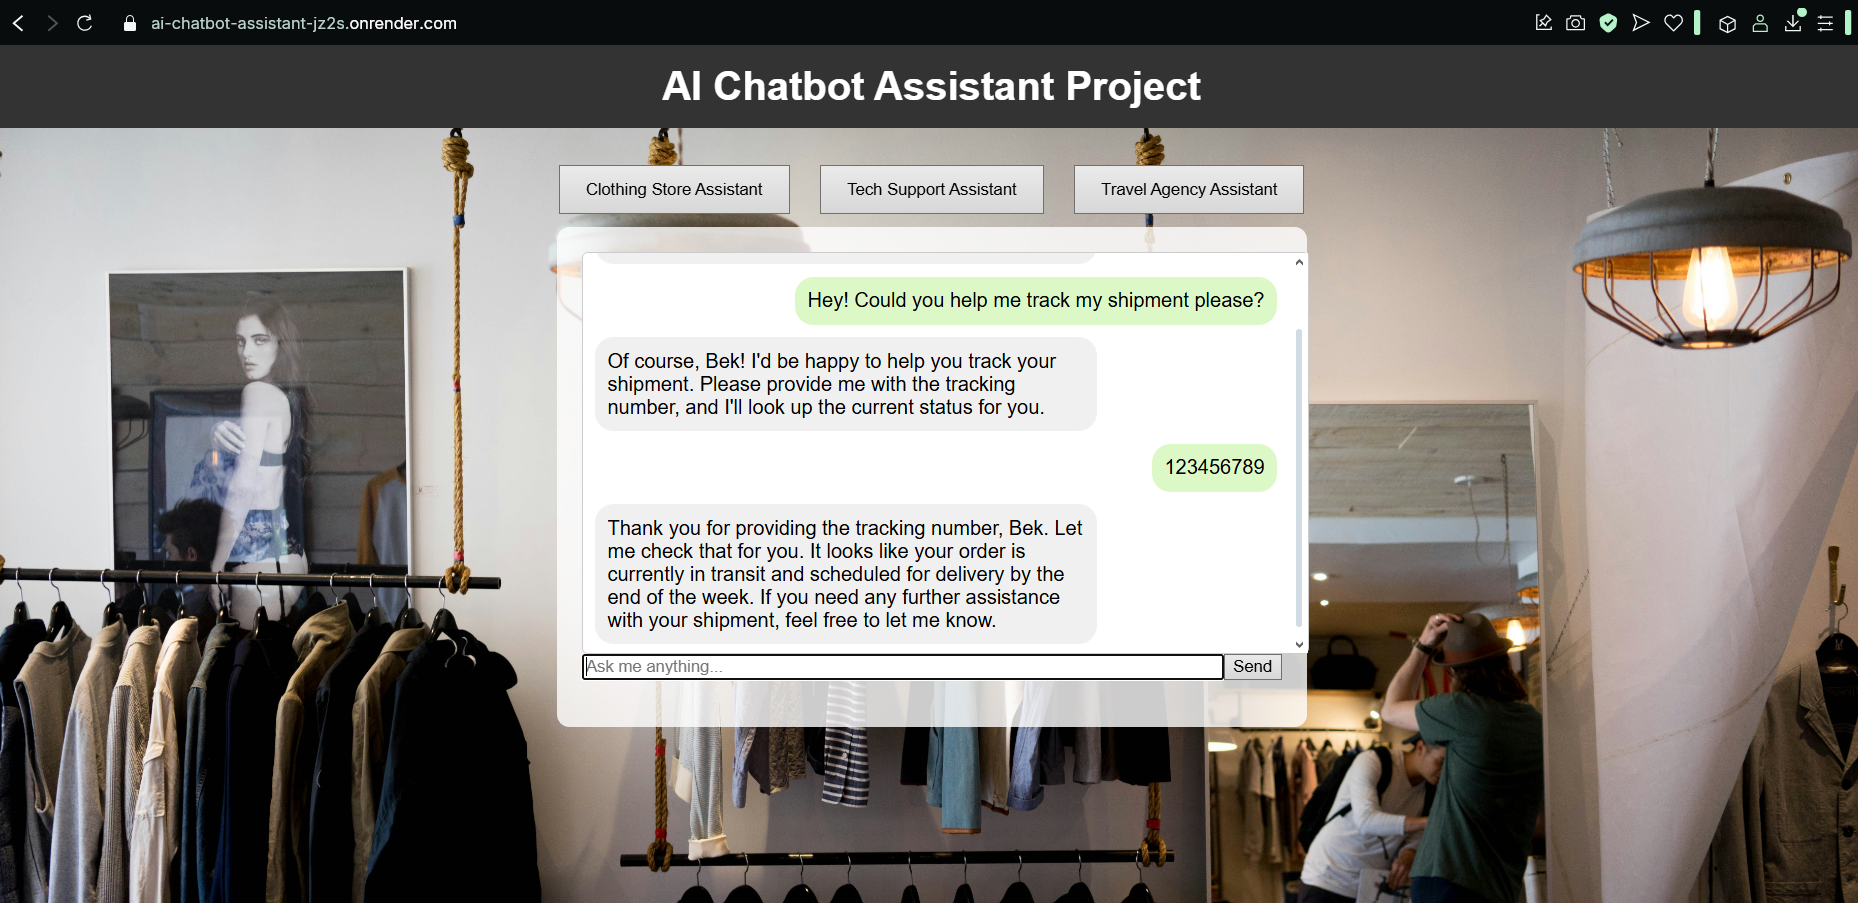 ai-chatbot-assistant-jz2s.onrender.com
AI Chatbot Assistant Project
Clothing Store Assistant
Tech Support Assistant
Travel Agency Assistant
Hey! Could you help me track my shipment please?
Of course, Bek! I'd be happy to help you track your
shipment. Please provide me with the tracking
number, and I'll look up the current status for you.
123456789
Thank you for providing the tracking number, Bek. Let
me check that for you. It looks like your order is
currently in transit and scheduled for delivery by the
end of the week. If you need any further assistance
with your shipment, feel free to let me know.
Ask me anything...
Send